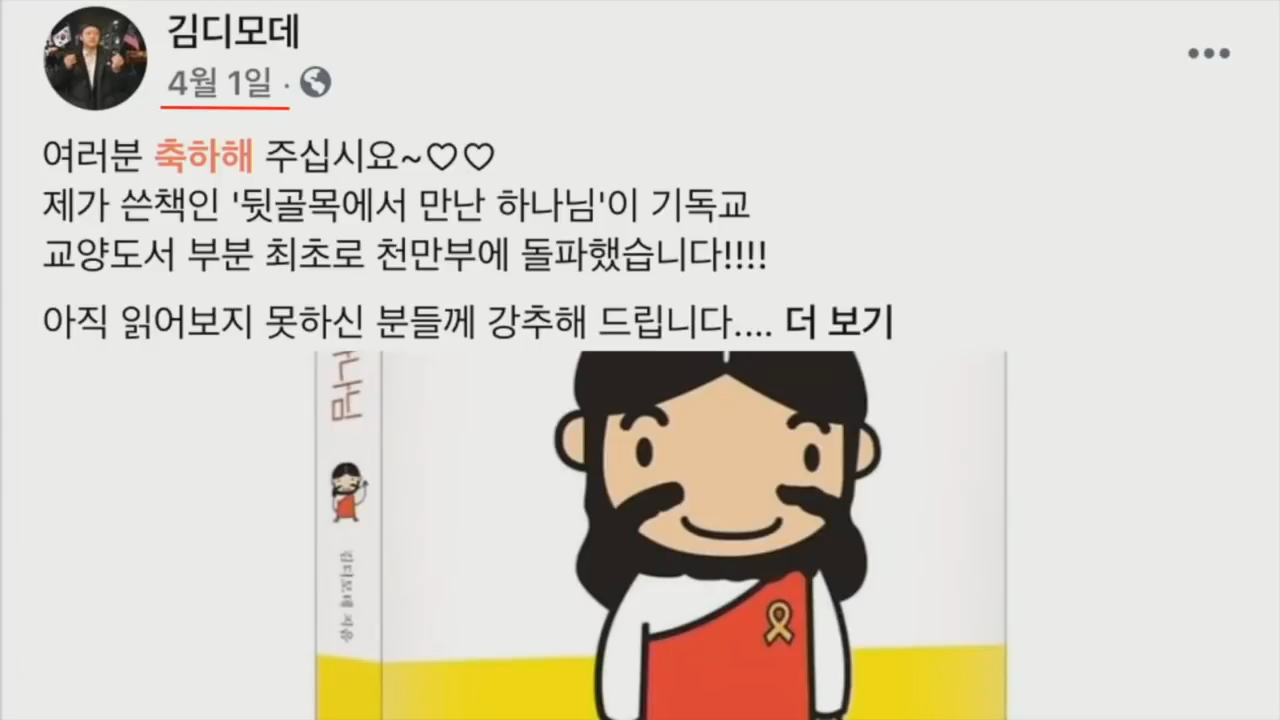 김디모데
4월 1일 ·
여러분 축하해 주십시요~♡♡
제가 쓴책인 '뒷골목에서 만난 하나님'이 기독교
교양도서 부분 최초로 천만부에 돌파했습니다!!!!
아직 읽어보지 못하신 분들께 강추해 드립니다.... 더 보기
나님
김디모데 지음